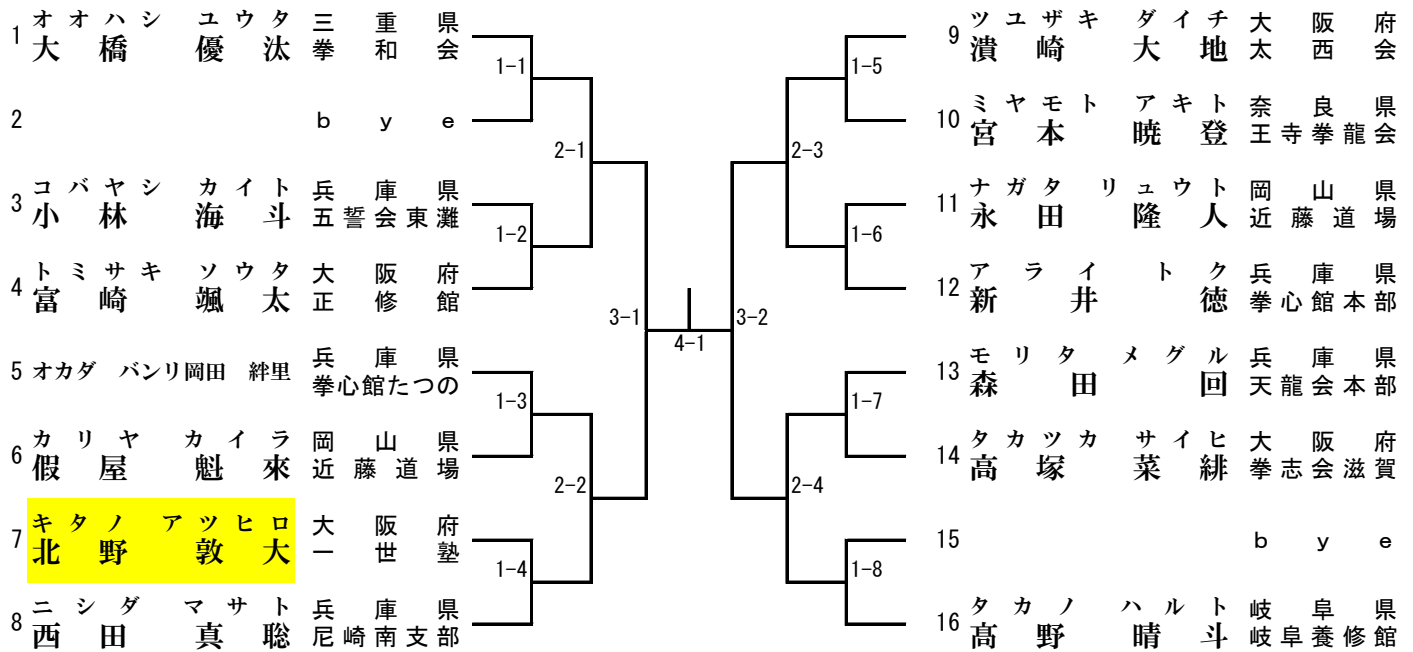 1 オオハシ ユウタ 三重県
大橋 優汰 拳和会
2 bye
3 コバヤシ カイト 兵庫県
小林 海斗 五誓会東灘
4 トミサキ ソウタ 大阪府
富崎 颯太 正修館
5 オカダ バンリ岡田 絆里 兵庫県
拳心館たつの
6 カリヤ カイラ 岡山県
假屋 魁來 近藤道場
7 キタノ アツヒロ 大阪府
北野 敦大 一世塾
8 ニシダ マサト 兵庫県
西田 真聡 尼崎南支部
1-1
1-2
1-3
1-4
2-1
2-2
3-1
4-1
3-2
2-3
2-4
1-5
1-6
1-7
1-8
9 ツユザキ ダイチ 大阪府
潰崎 大地 太西会
10 ミヤモト アキト 奈良県
宮本 暁登 王寺拳龍会
11 ナガタ リュウト 岡山県
永田 隆人 近藤道場
12 アライ トク 兵庫県
新井 徳 拳心館本部
13 モリタ メグル 兵庫県
森田 回 天龍会本部
14 タカツカ サイヒ 大阪府
高塚 菜緋 拳志会滋賀
15 bye
16 タカノ ハルト 岐阜県
高野 晴斗 岐阜養修館